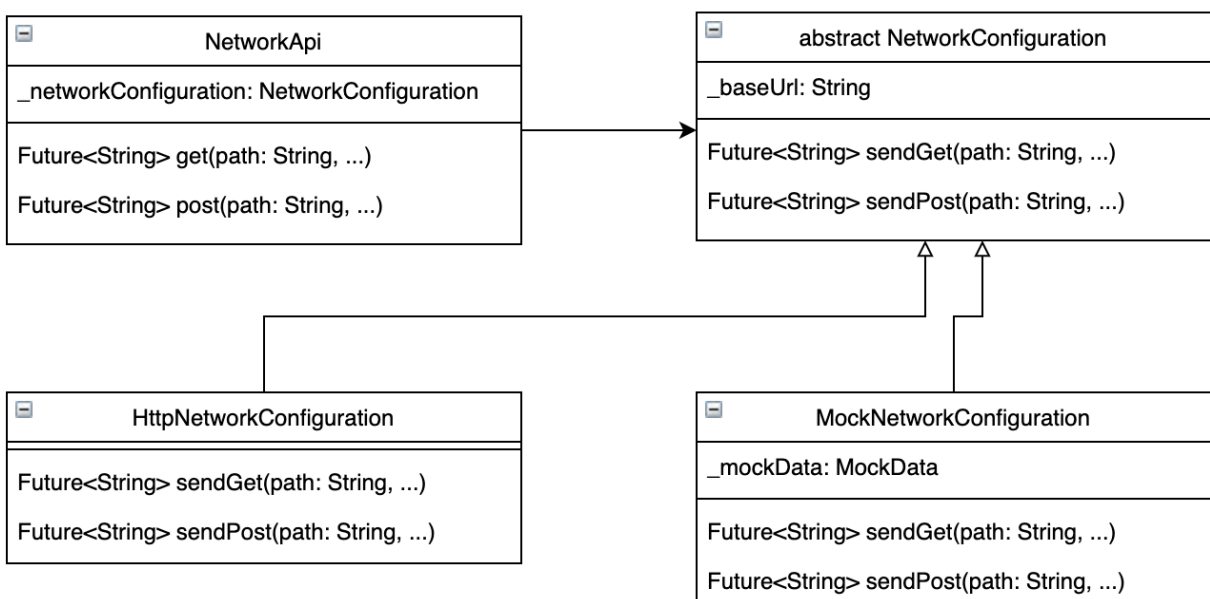 NetworkApi
_networkConfiguration: NetworkConfiguration
Future<String> get(path: String, ...)
Future<String> post(path: String, ...)
abstract NetworkConfiguration
_baseUrl: String
Future<String> sendGet(path: String, ...)
Future<String> sendPost(path: String, ...)
HttpNetworkConfiguration
Future<String> sendGet(path: String, ...)
Future<String> sendPost(path: String, ...)
MockNetworkConfiguration
_mockData: MockData
Future<String> sendGet(path: String, ...)
Future<String> sendPost(path: String, ...)